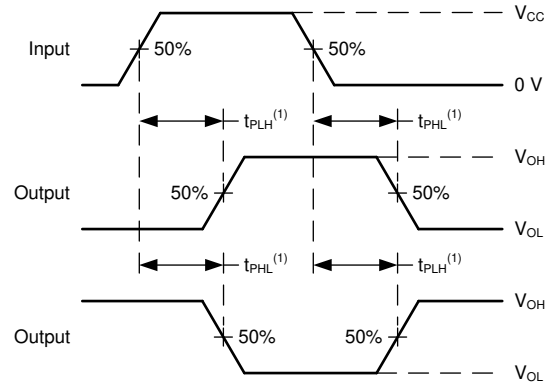 V_CC
Input
50%
50%
0 V
t_PLH^(1)
t_PHL^(1)
V_OH
Output
50%
50%
V_OL
t_PHL^(1)
t_PLH^(1)
V_OH
Output
50%
50%
V_OL